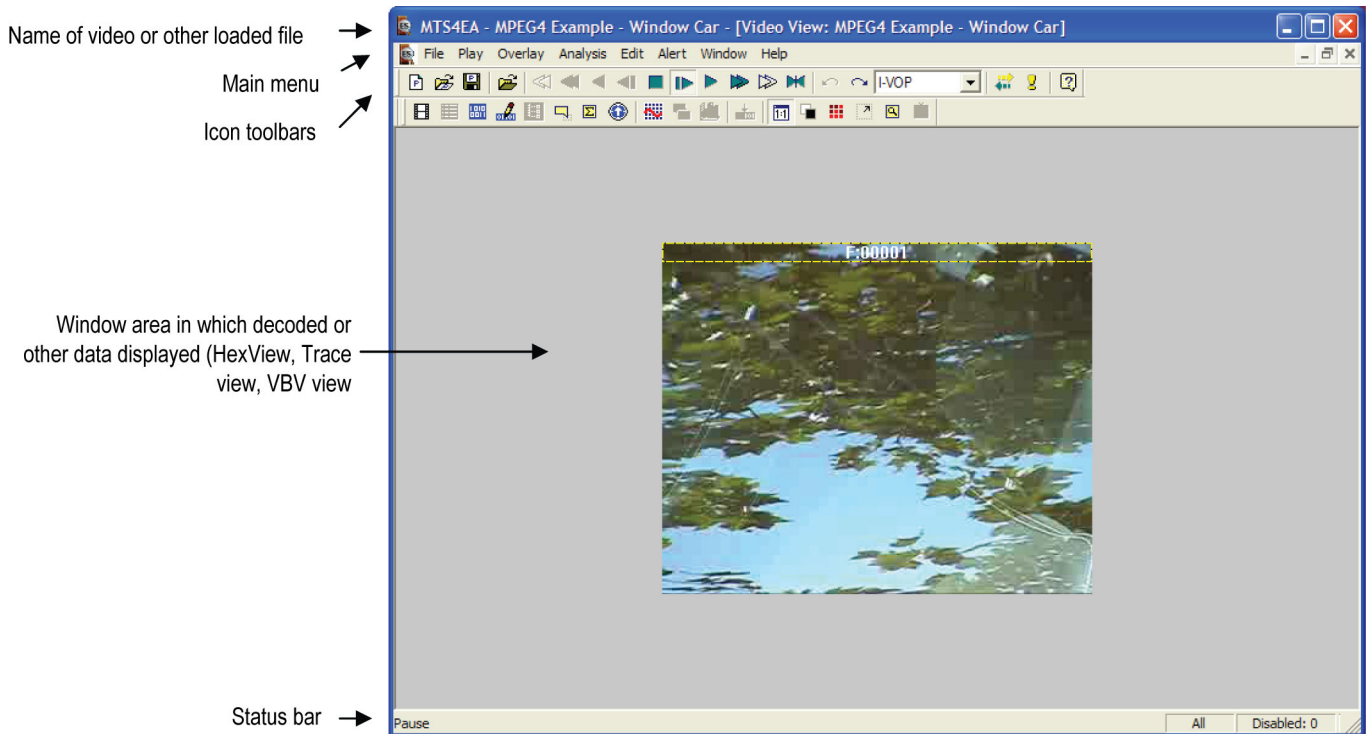 Name of video or other loaded file
MTS4EA - MPEG4 Example - Window Car - [Video View: MPEG4 Example - Window Car]
Main menu
File Play Overlay Analysis Edit Alert Window Help
Icon toolbars
I-VOP
1:1
F:00001
Window area in which decoded or
other data displayed (HexView, Trace
view, VBV view
Status bar
Pause
All
Disabled: 0